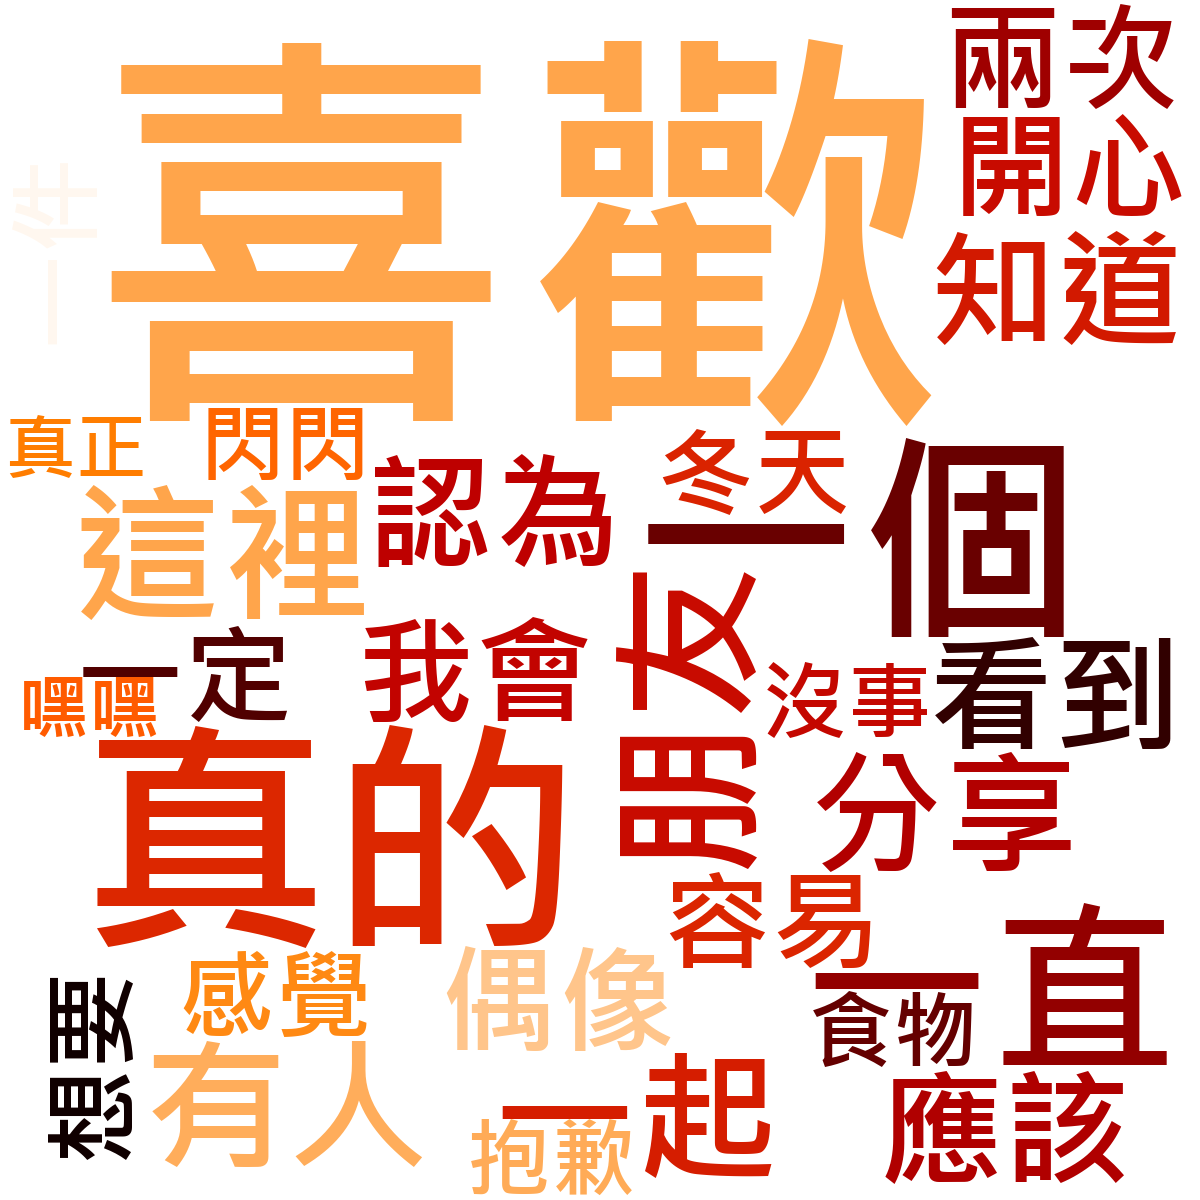 喜歡
兩次
開心
知道
一件
真正
閃閃
這裡
認為
冬天
一個
一定
我會
朋友
嘿嘿
沒事
看到
真的
分享
容易
一直
感覺
偶像
食物
想要
有人
一起
抱歉
應該